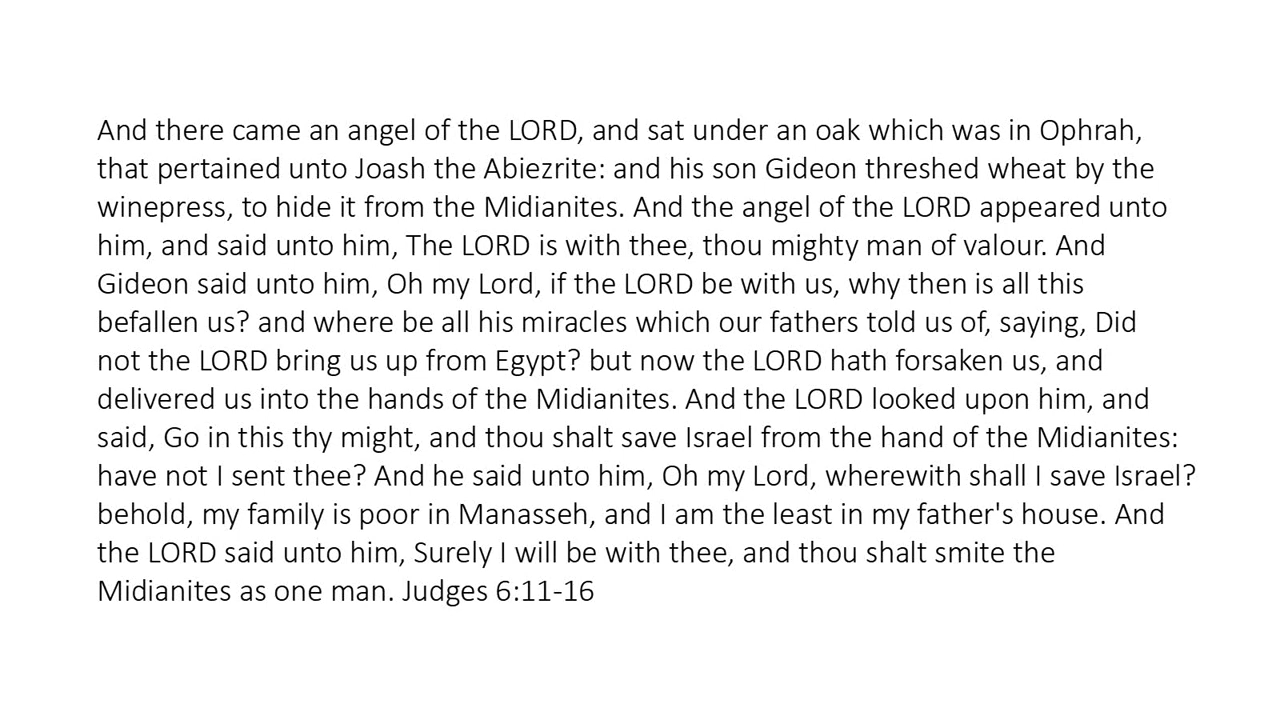 And there came an angel of the LORD, and sat under an oak which was in Ophrah,
that pertained unto Joash the Abiezrite: and his son Gideon threshed wheat by the
winepress, to hide it from the Midianites. And the angel of the LORD appeared unto
him, and said unto him, The LORD is with thee, thou mighty man of valour. And
Gideon said unto him, Oh my Lord, if the LORD be with us, why then is all this
befallen us? and where be all his miracles which our fathers told us of, saying, Did
not the LORD bring us up from Egypt? but now the LORD hath forsaken us, and
delivered us into the hands of the Midianites. And the LORD looked upon him, and
said, Go in this thy might, and thou shalt save Israel from the hand of the Midianites:
have not I sent thee? And he said unto him, Oh my Lord, wherewith shall I save Israel?
behold, my family is poor in Manasseh, and I am the least in my father's house. And
the LORD said unto him, Surely I will be with thee, and thou shalt smite the
Midianites as one man. Judges 6:11-16